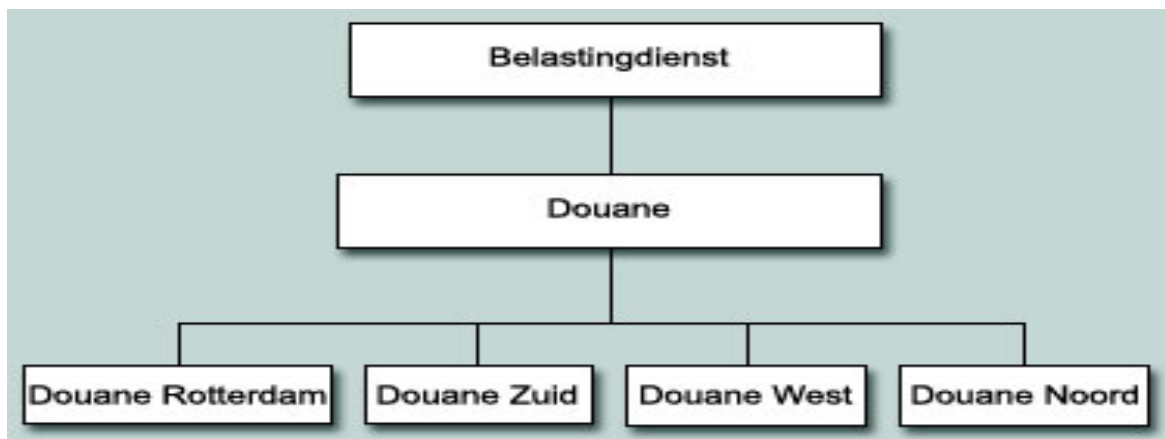 Belastingdienst
Douane
Douane Rotterdam
Douane Zuid
Douane West
Douane Noord